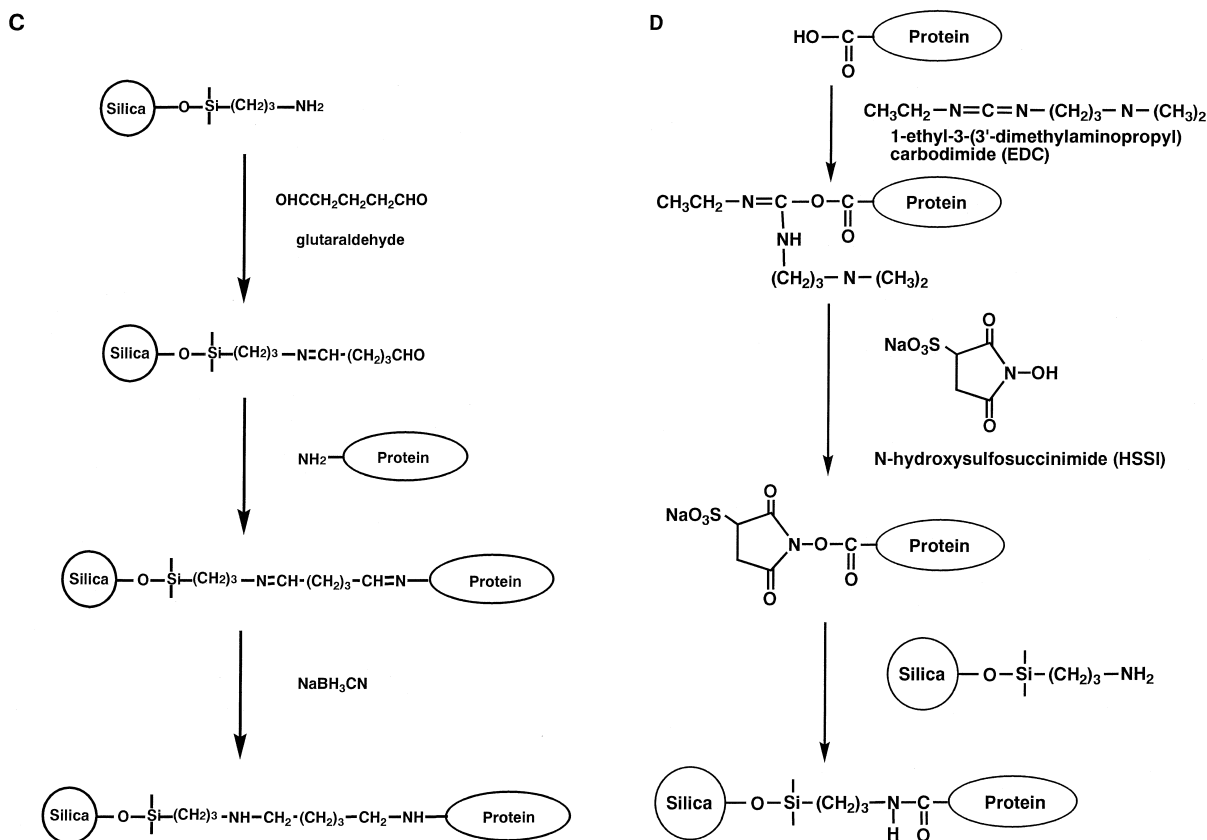 C
Silica—O—Si—(CH2)3—NH2
OHCCH2CH2CH2CHO
glutaraldehyde
Silica—O—Si—(CH2)3—N=CH-(CH2)3CHO
NH2—Protein
Silica—O—Si—(CH2)3—N=CH-(CH2)3—CH=N—Protein
NaBH3CN
Silica—O—Si—(CH2)3-NH—CH2-(CH2)3—CH2—NH—Protein
D
HO—C—Protein
O
CH3CH2—N=C=N—(CH2)3—N—(CH3)2
1-ethyl-3-(3'-dimethylaminopropyl)
carbodimide (EDC)
CH3CH2—N=C—O—C—Protein
NH O
(CH2)3—N—(CH3)2
O
NaO3S
N—OH
O
N-hydroxysulfosuccinimide (HSSI)
O
NaO3S
N—O—C—Protein
O O
Silica—O—Si—(CH2)3—NH2
Silica—O—Si—(CH2)3—N—C—Protein
H O